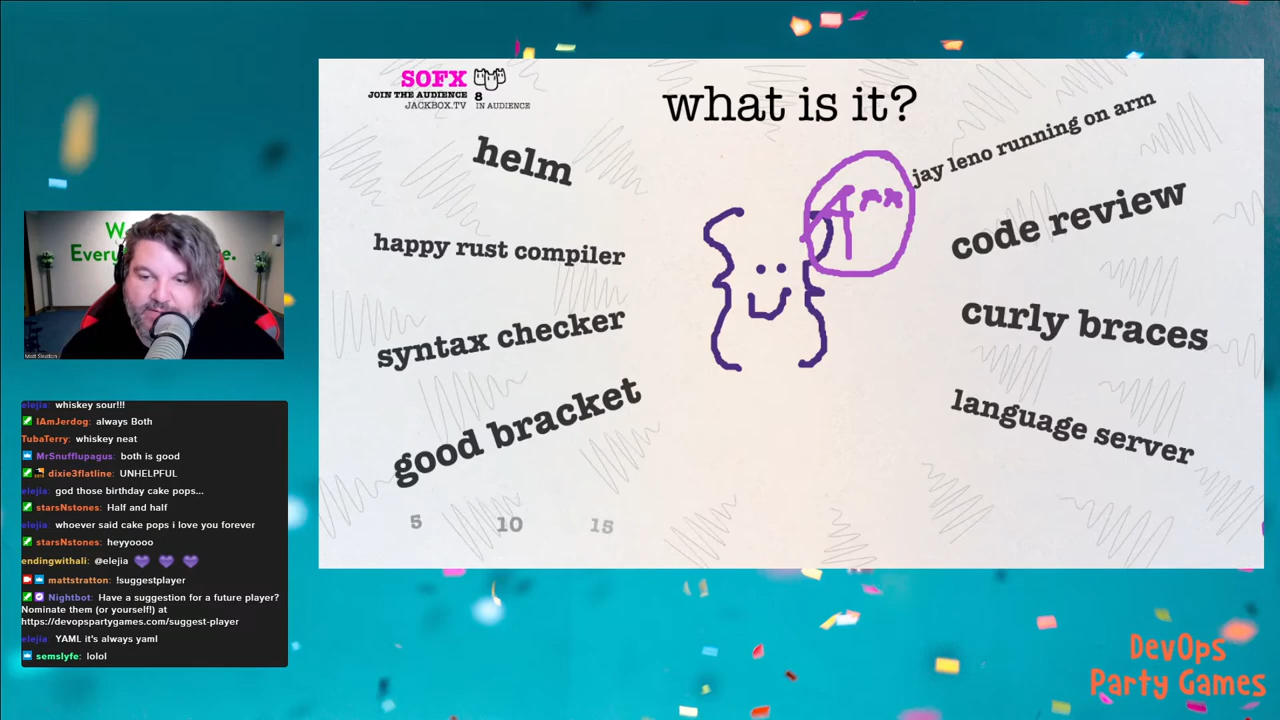 SOFX
JOIN THE AUDIENCE
JACKBOX.TV
8
IN AUDIENCE
what is it?
helm
happy rust compiler
syntax checker
good bracket
jay leno running on arm
code review
curly braces
language server
5 10 15
Matt Stratton
elejia: whiskey sour!!!
IAmJerdog: always Both
TubaTerry: whiskey neat
MrSnufflupagus: both is good
dixie3flatline: UNHELPFUL
elejia: god those birthday cake pops...
starsNstones: Half and half
elejia: whoever said cake pops i love you forever
starsNstones: heyyoooo
endingwithali: @elejia
mattstratton: !suggestplayer
Nightbot: Have a suggestion for a future player?
Nominate them (or yourself!) at
https://devopspartygames.com/suggest-player
elejia: YAML it's always yaml
semslyfe: lolol
DevOps
Party Games